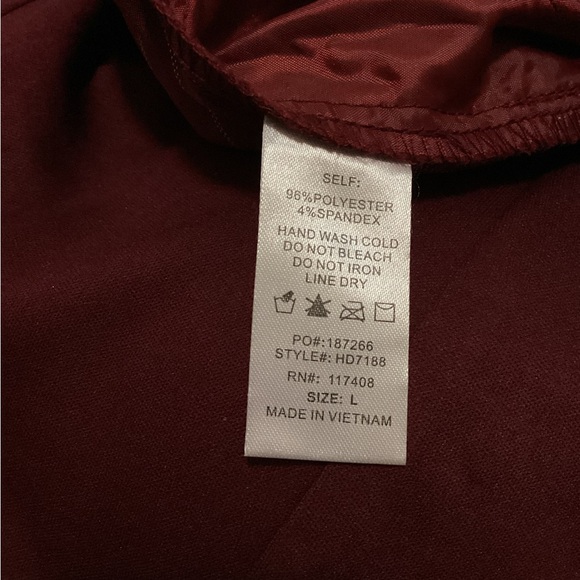 SELF:
96%POLYESTER
4%SPANDEX
HAND WASH COLD
DO NOT BLEACH
DO NOT IRON
LINE DRY
PO#:187266
STYLE#: HD7188
RN#: 117408
SIZE: L
MADE IN VIETNAM